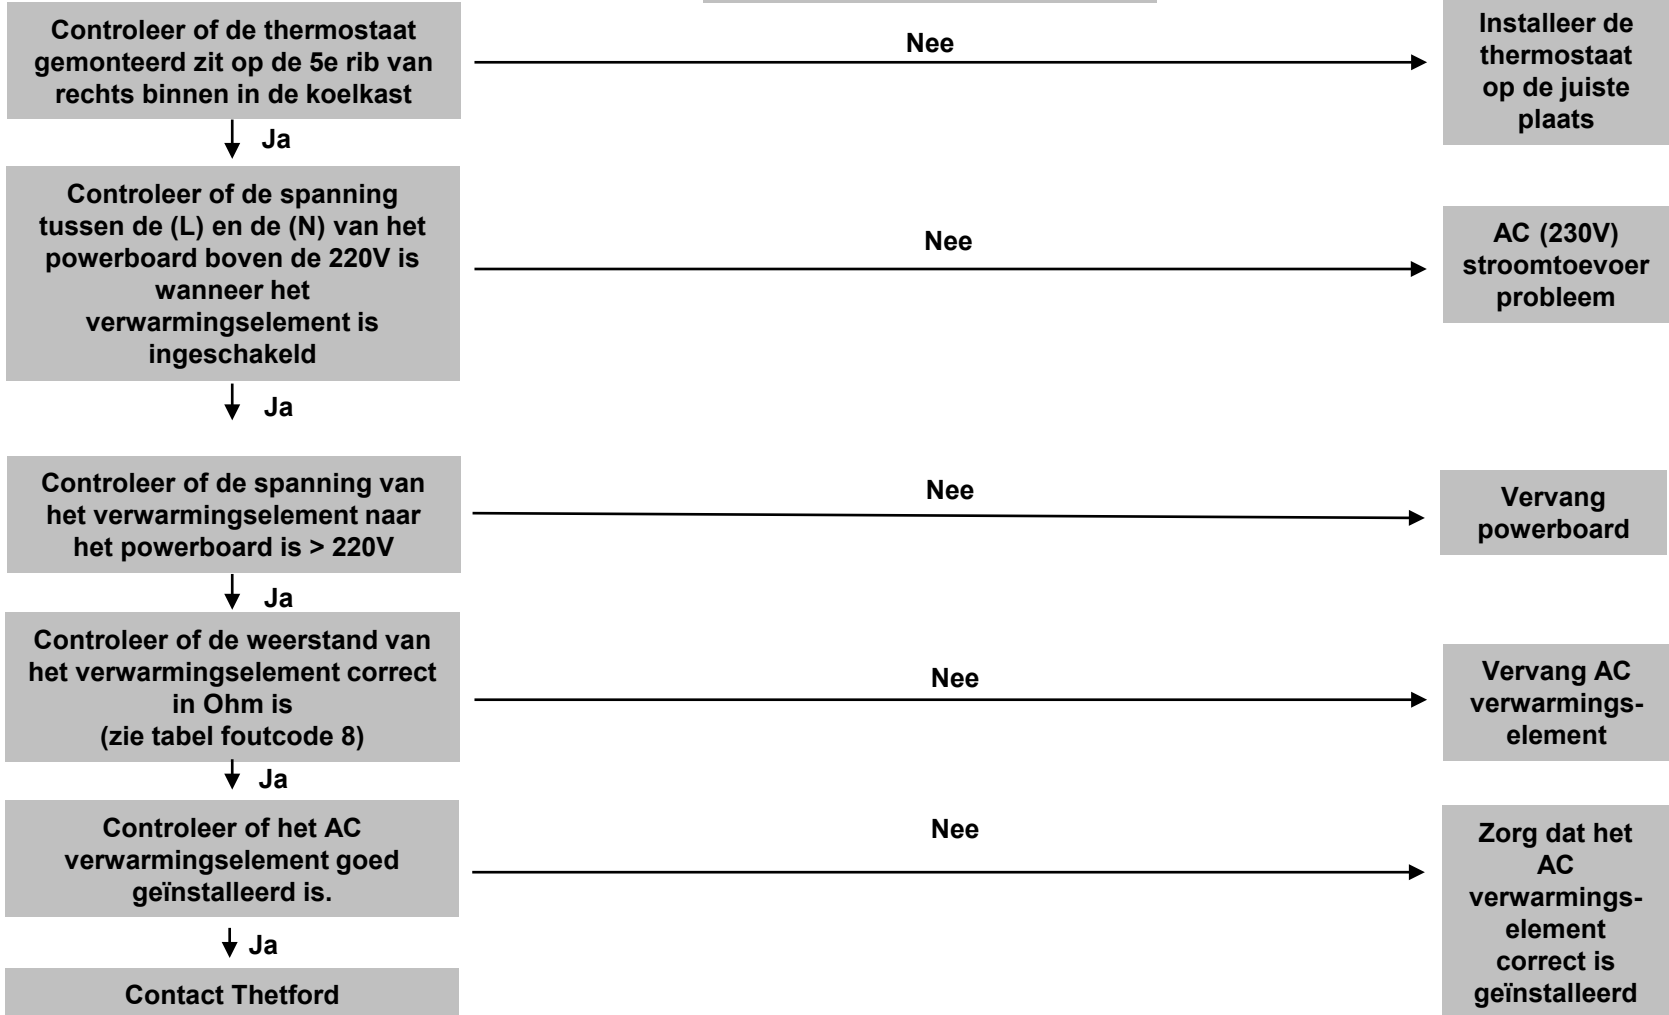 Controleer of de thermostaat
gemonteerd zit op de 5e rib van
rechts binnen in de koelkast
Nee
Installeer de
thermostaat
op de juiste
plaats
Ja
Controleer of de spanning
tussen de (L) en de (N) van het
powerboard boven de 220V is
wanneer het
verwarmingselement is
ingeschakeld
Nee
AC (230V)
stroomtoevoer
probleem
Ja
Controleer of de spanning van
het verwarmingselement naar
het powerboard is > 220V
Nee
Vervang
powerboard
Ja
Controleer of de weerstand van
het verwarmingselement correct
in Ohm is
(zie tabel foutcode 8)
Nee
Vervang AC
verwarmings-
element
Ja
Controleer of het AC
verwarmingselement goed
geïnstalleerd is.
Nee
Zorg dat het
AC
verwarmings-
element
correct is
geïnstalleerd
Ja
Contact Thetford